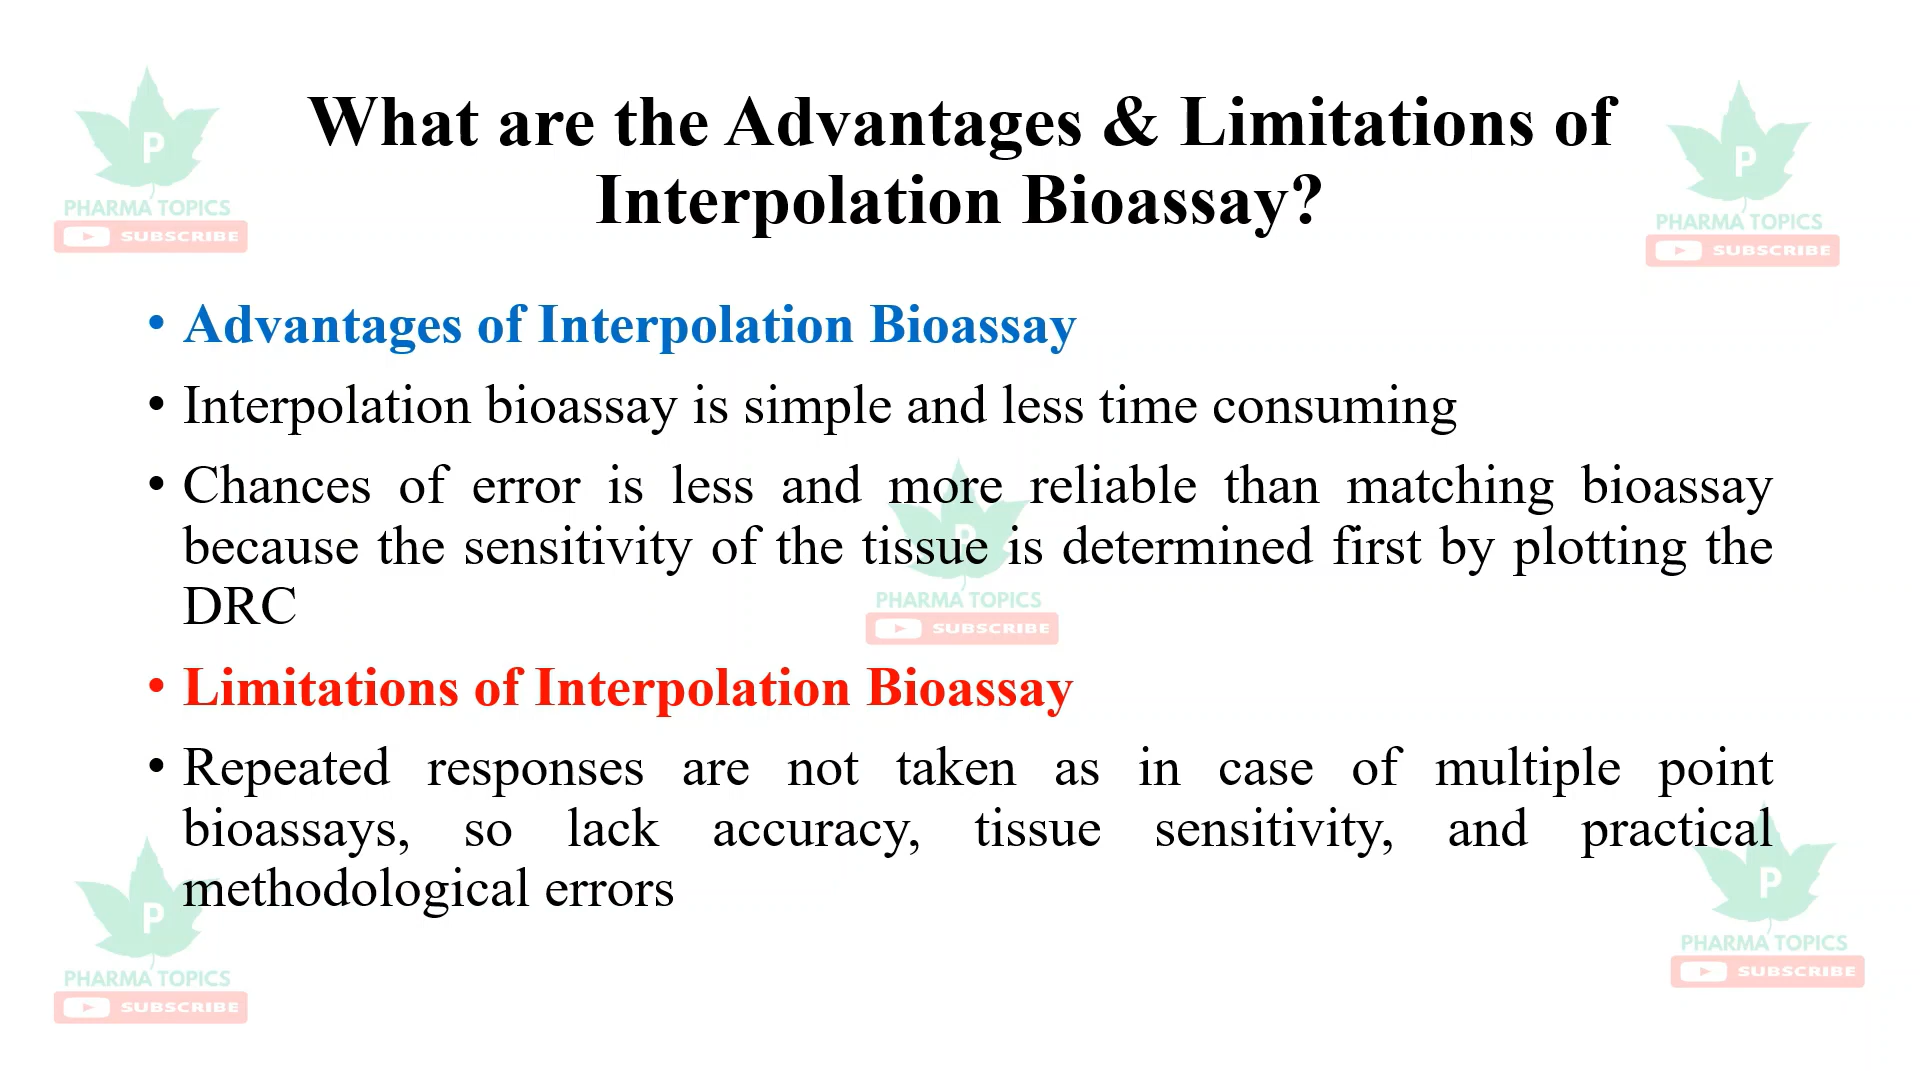 What are the Advantages & Limitations of
Interpolation Bioassay?
P
PHARMA TOPICS
SUBSCRIBE
P
PHARMA TOPICS
SUBSCRIBE
• Advantages of Interpolation Bioassay
• Interpolation bioassay is simple and less time consuming
• Chances of error is less and more reliable than matching bioassay
because the sensitivity of the tissue is determined first by plotting the
DRC
P
PHARMA TOPICS
SUBSCRIBE
• Limitations of Interpolation Bioassay
• Repeated responses are not taken as in case of multiple point
bioassays, so lack accuracy, tissue sensitivity, and practical
methodological errors
P
PHARMA TOPICS
SUBSCRIBE
P
PHARMA TOPICS
SUBSCRIBE